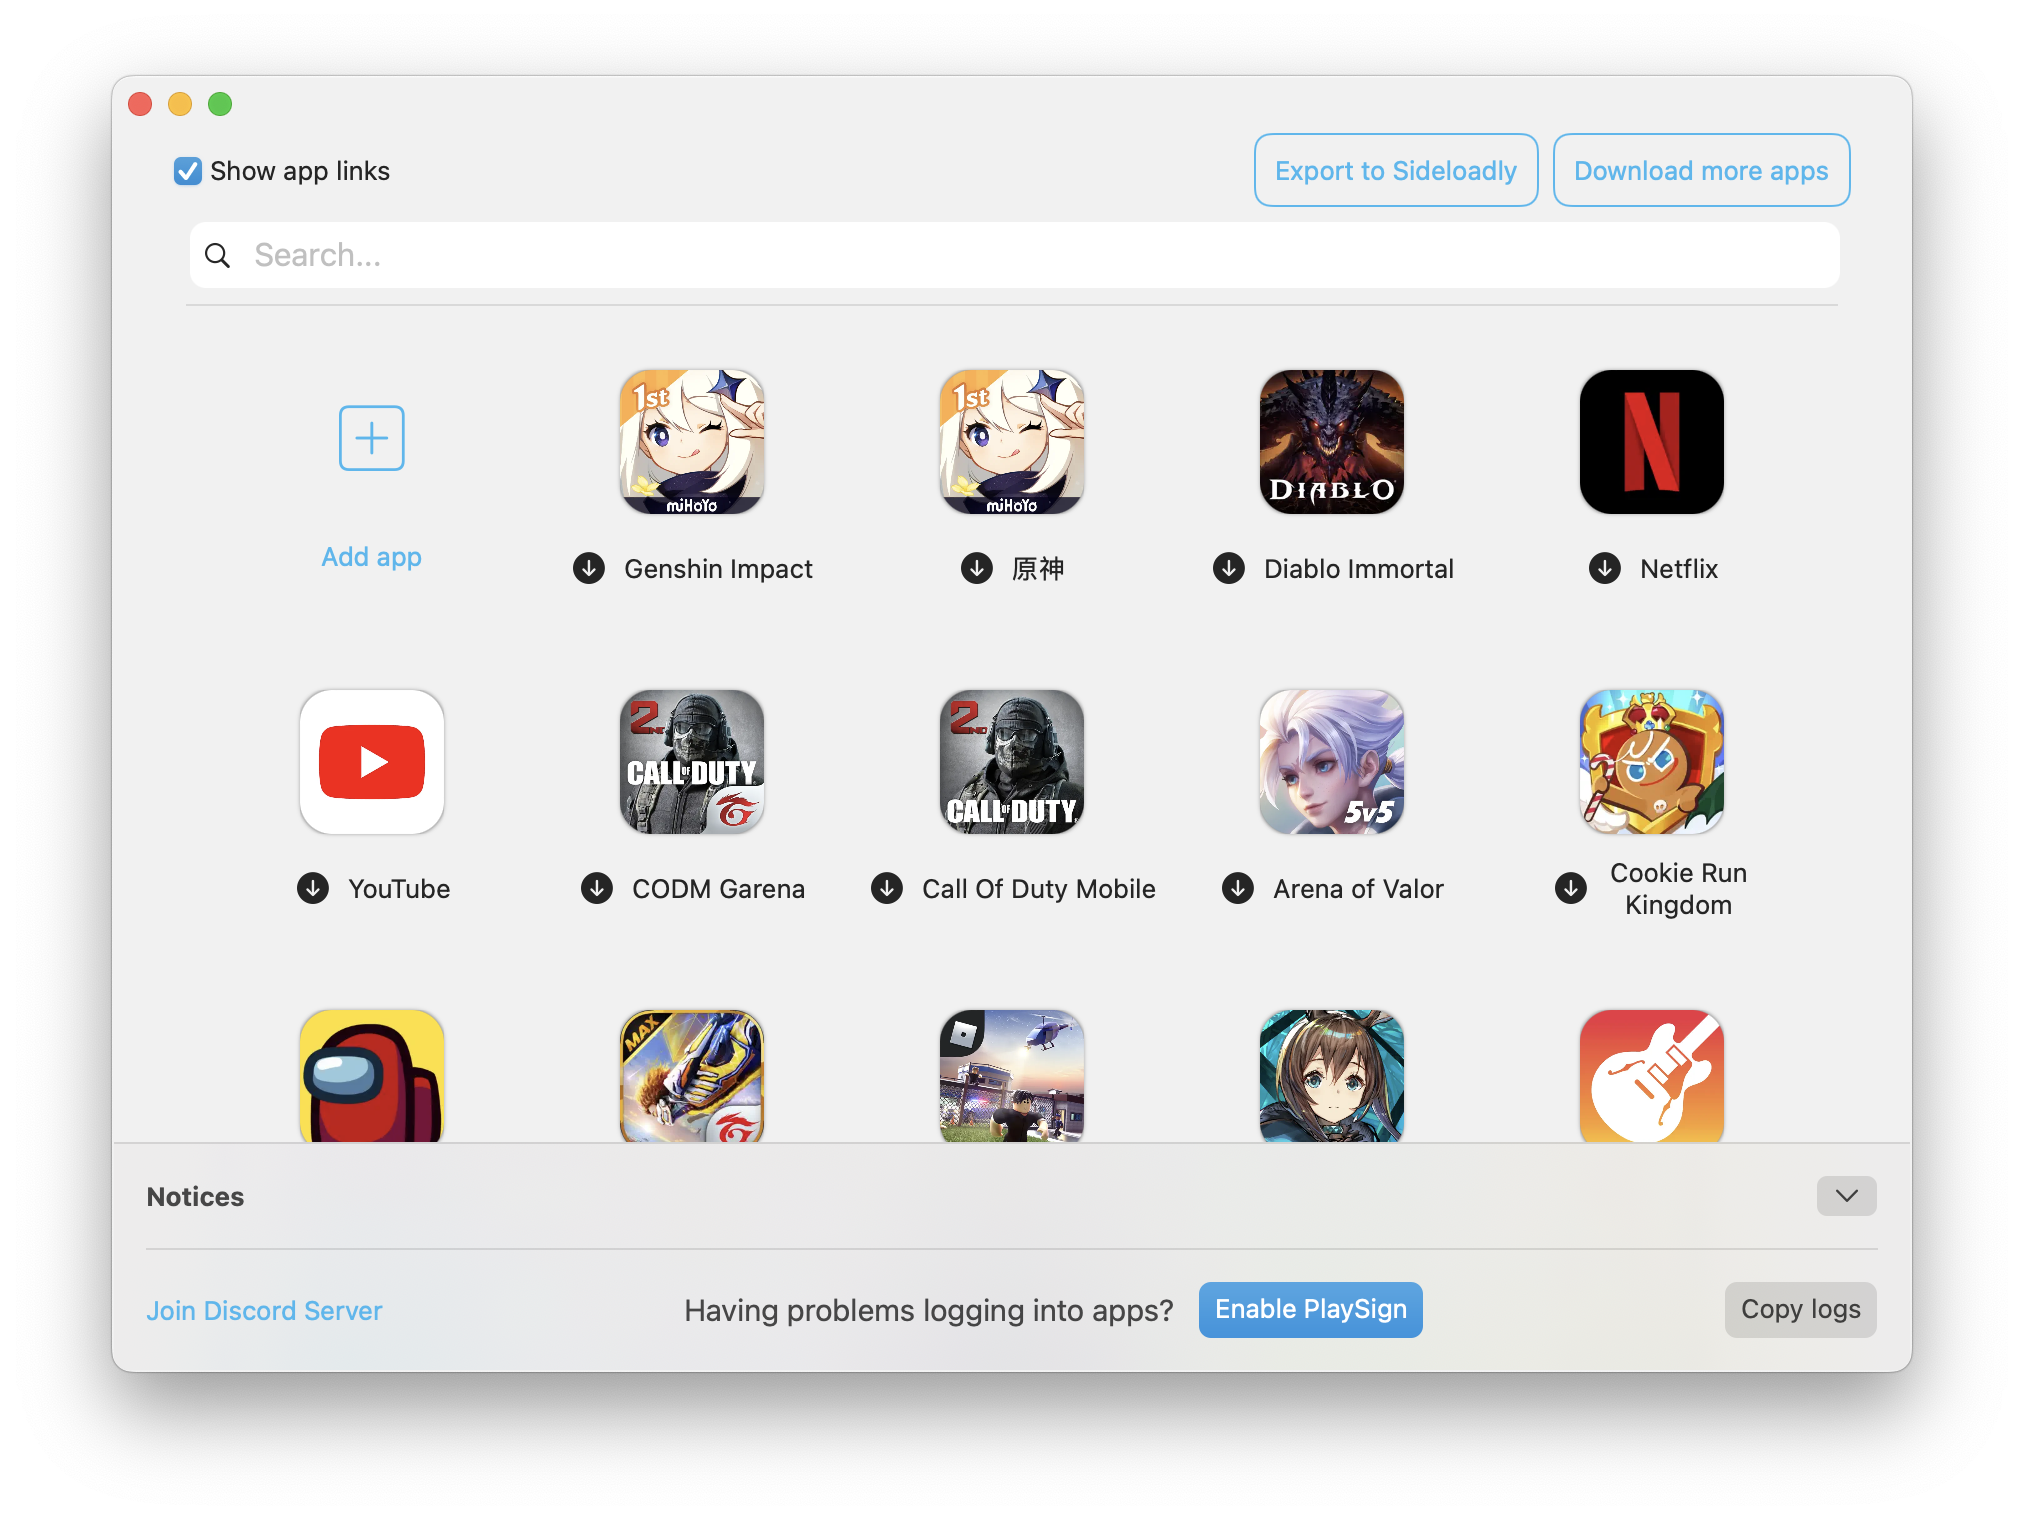 Show app links
Export to Sideloadly
Download more apps
Search...
1st
miHoYo
1st
miHoYo
DIABLO
N
Add app
Genshin Impact
原神
Diablo Immortal
Netflix
2ND
CALL OF DUTY
2ND
CALL OF DUTY
5v5
YouTube
CODM Garena
Call Of Duty Mobile
Arena of Valor
Cookie Run
Kingdom
MAX
Notices
Join Discord Server
Having problems logging into apps?
Enable PlaySign
Copy logs